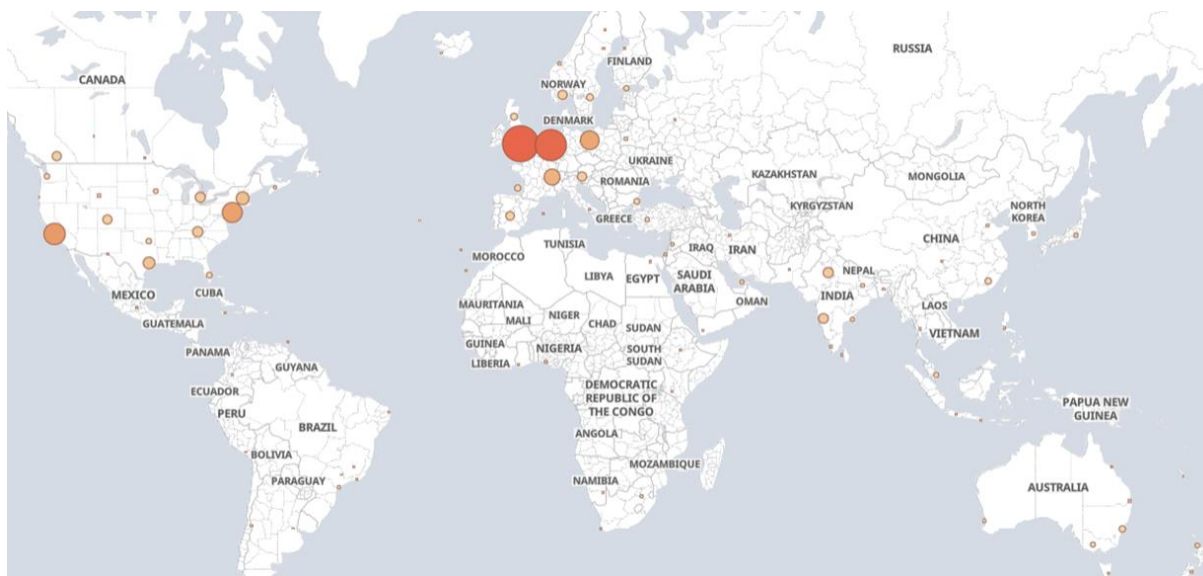 RUSSIA
FINLAND
CANADA
NORWAY
DENMARK
UKRAINE
KAZAKHSTAN
MONGOLIA
ROMANIA
KYRGYZSTAN
NORTH
KOREA
GREECE
CHINA
TUNISIA
IRAQ
IRAN
MOROCCO
NEPAL
LIBYA
EGYPT
SAUDI
ARABIA
MEXICO
CUBA
INDIA
OMAN
MAURITANIA
LAOS
GUATEMALA
MALI
NIGER
CHAD
SUDAN
VIETNAM
GUINEA
NIGERIA
PANAMA
SOUTH
SUDAN
LIBERIA
GUYANA
ECUADOR
DEMOCRATIC
REPUBLIC OF
THE CONGO
PERU
PAPUA NEW
GUINEA
BRAZIL
ANGOLA
BOLIVIA
MOZAMBIQUE
PARAGUAY
NAMIBIA
AUSTRALIA